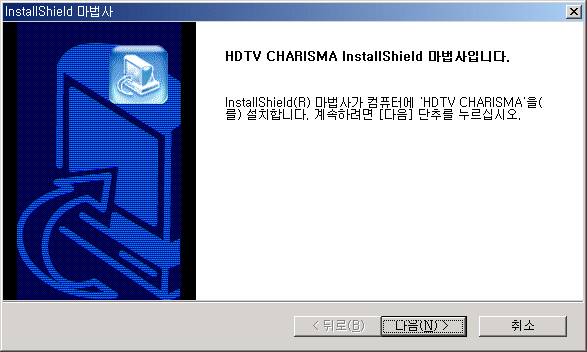 InstallShield 마법사
HDTV CHARISMA InstallShield 마법사입니다.
InstallShield(R) 마법사가 컴퓨터에 'HDTV CHARISMA'을(
를) 설치합니다. 계속하려면 [다음] 단추를 누르십시오.
< 뒤로(B) 다음(N) > 취소